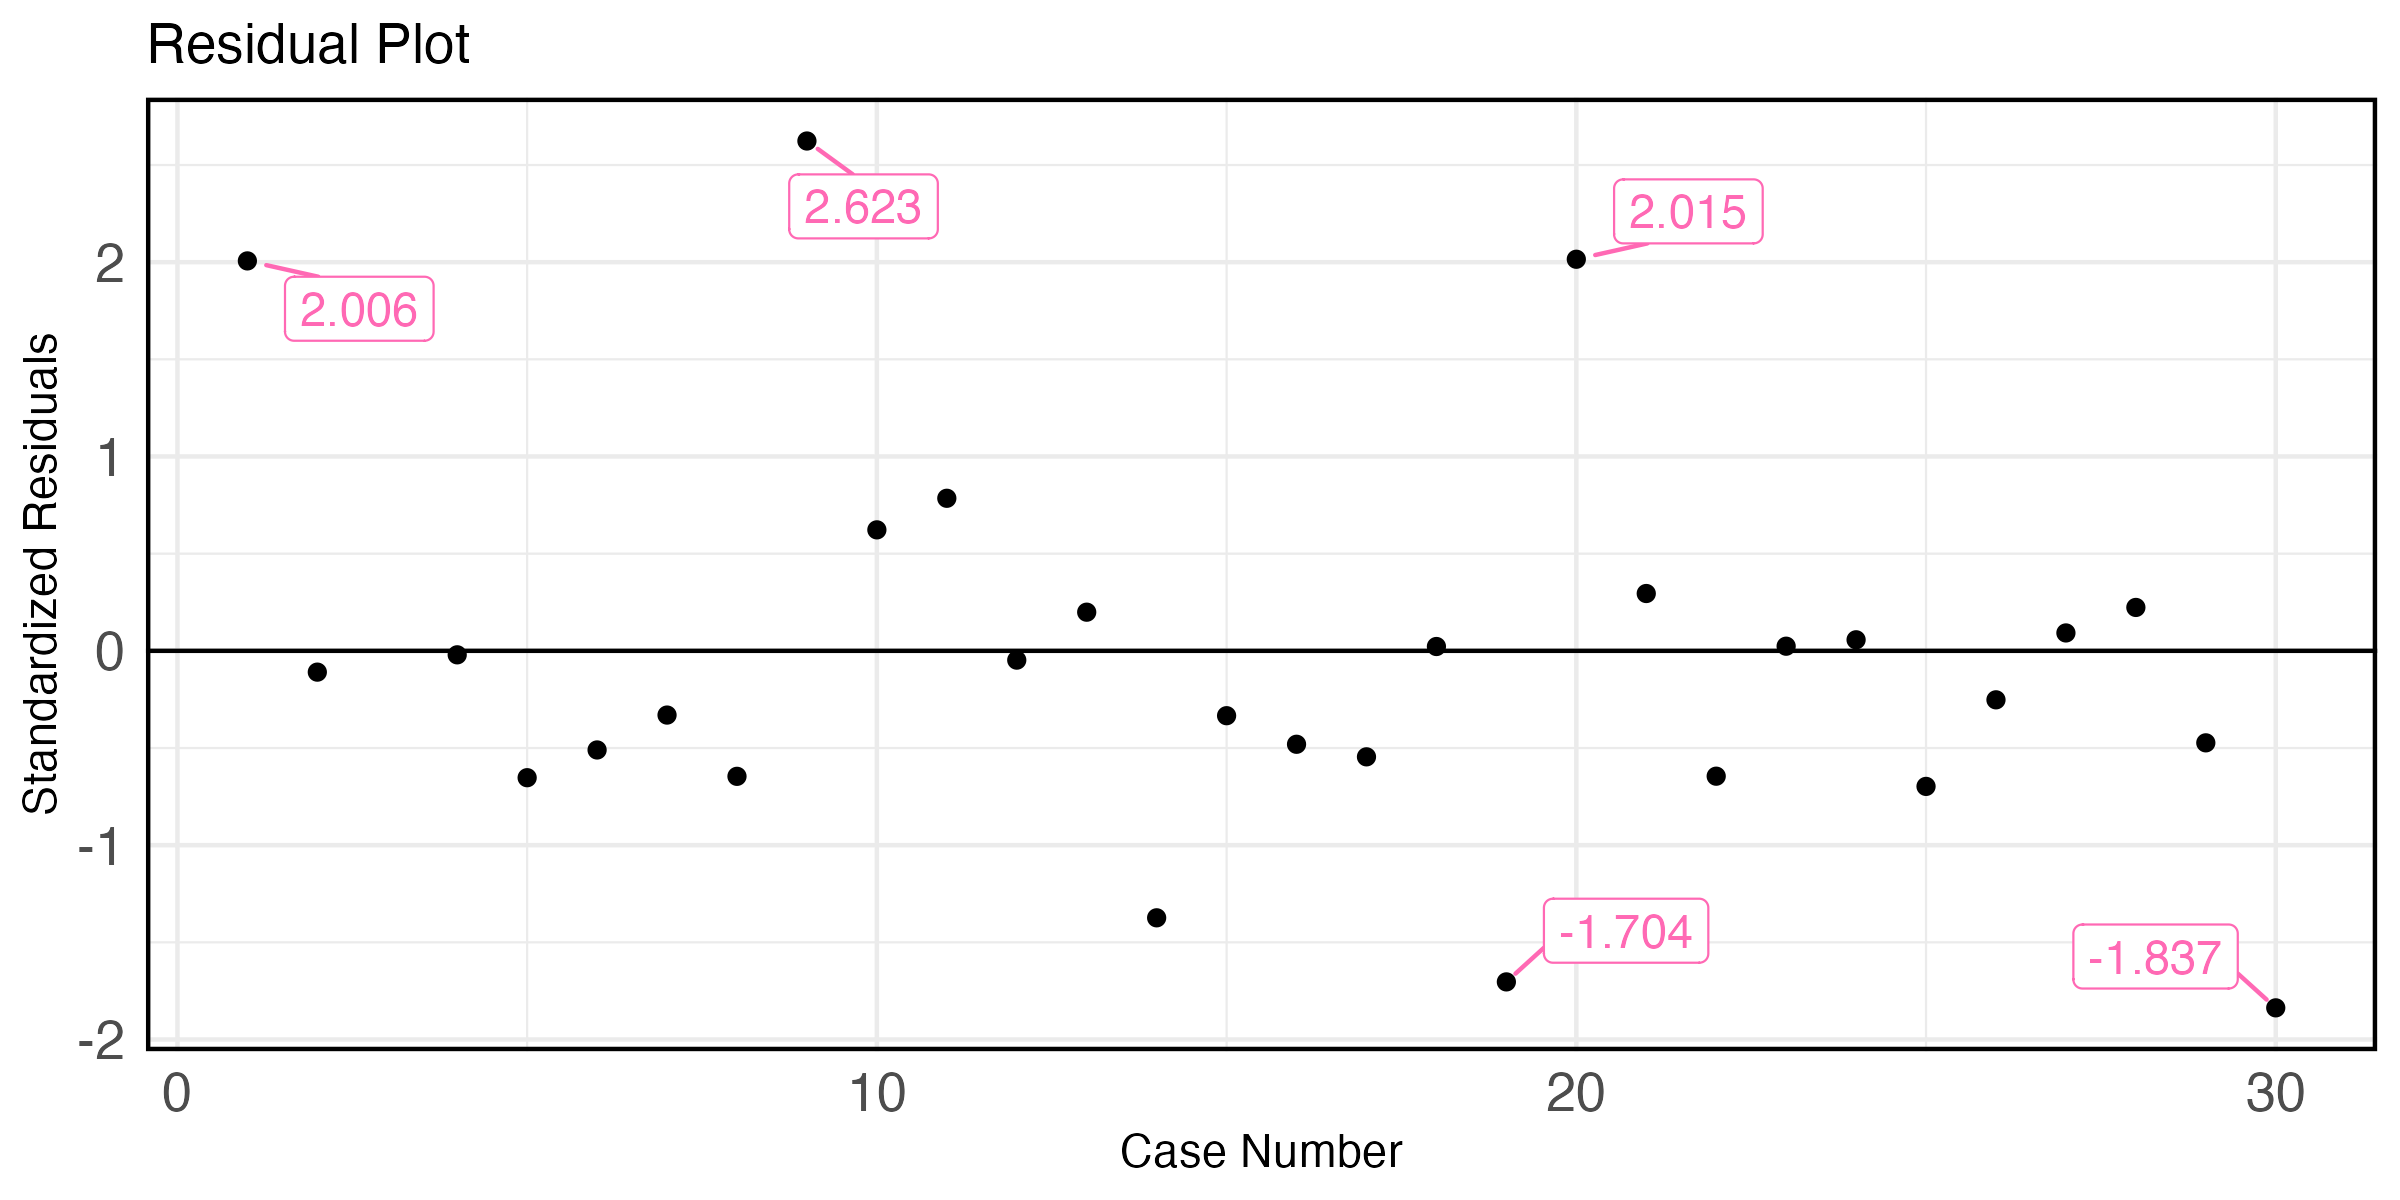 Residual Plot
2.623
2.015
2.006
-1.704
-1.837
2
1
0
-1
-2
Standardized Residuals
0 10 20 30
Case Number